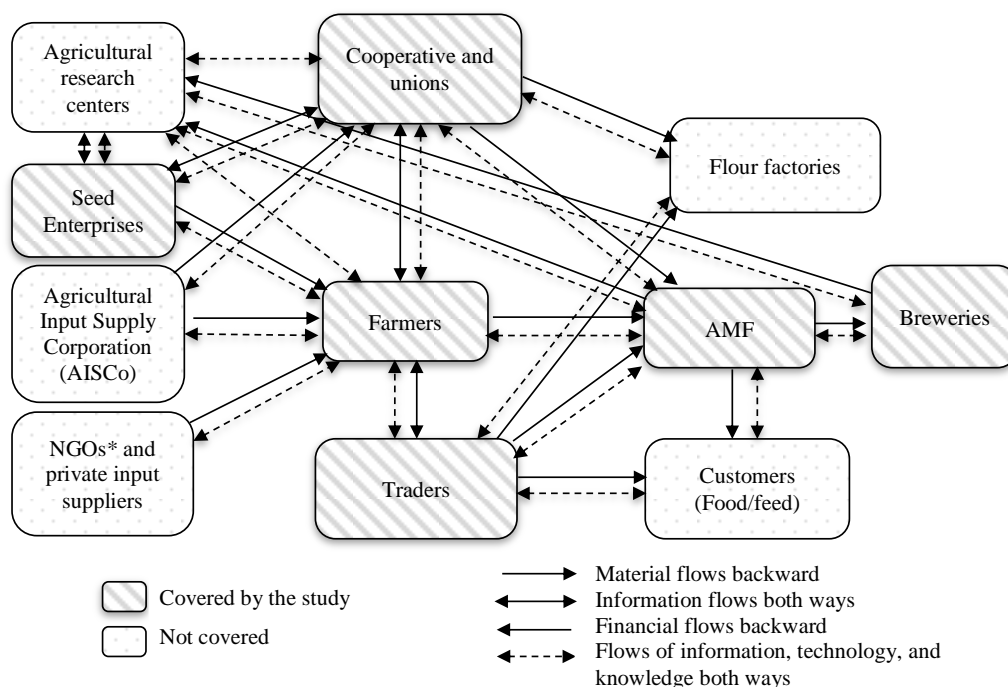 Agricultural
research
centers
Cooperative and
unions
Flour factories
Seed
Enterprises
Agricultural
Input Supply
Corporation
(AISCo)
Farmers
AMF
Breweries
NGOs* and
private input
suppliers
Traders
Customers
(Food/feed)
Covered by the study
Not covered
Material flows backward
Information flows both ways
Financial flows backward
Flows of information, technology, and
knowledge both ways